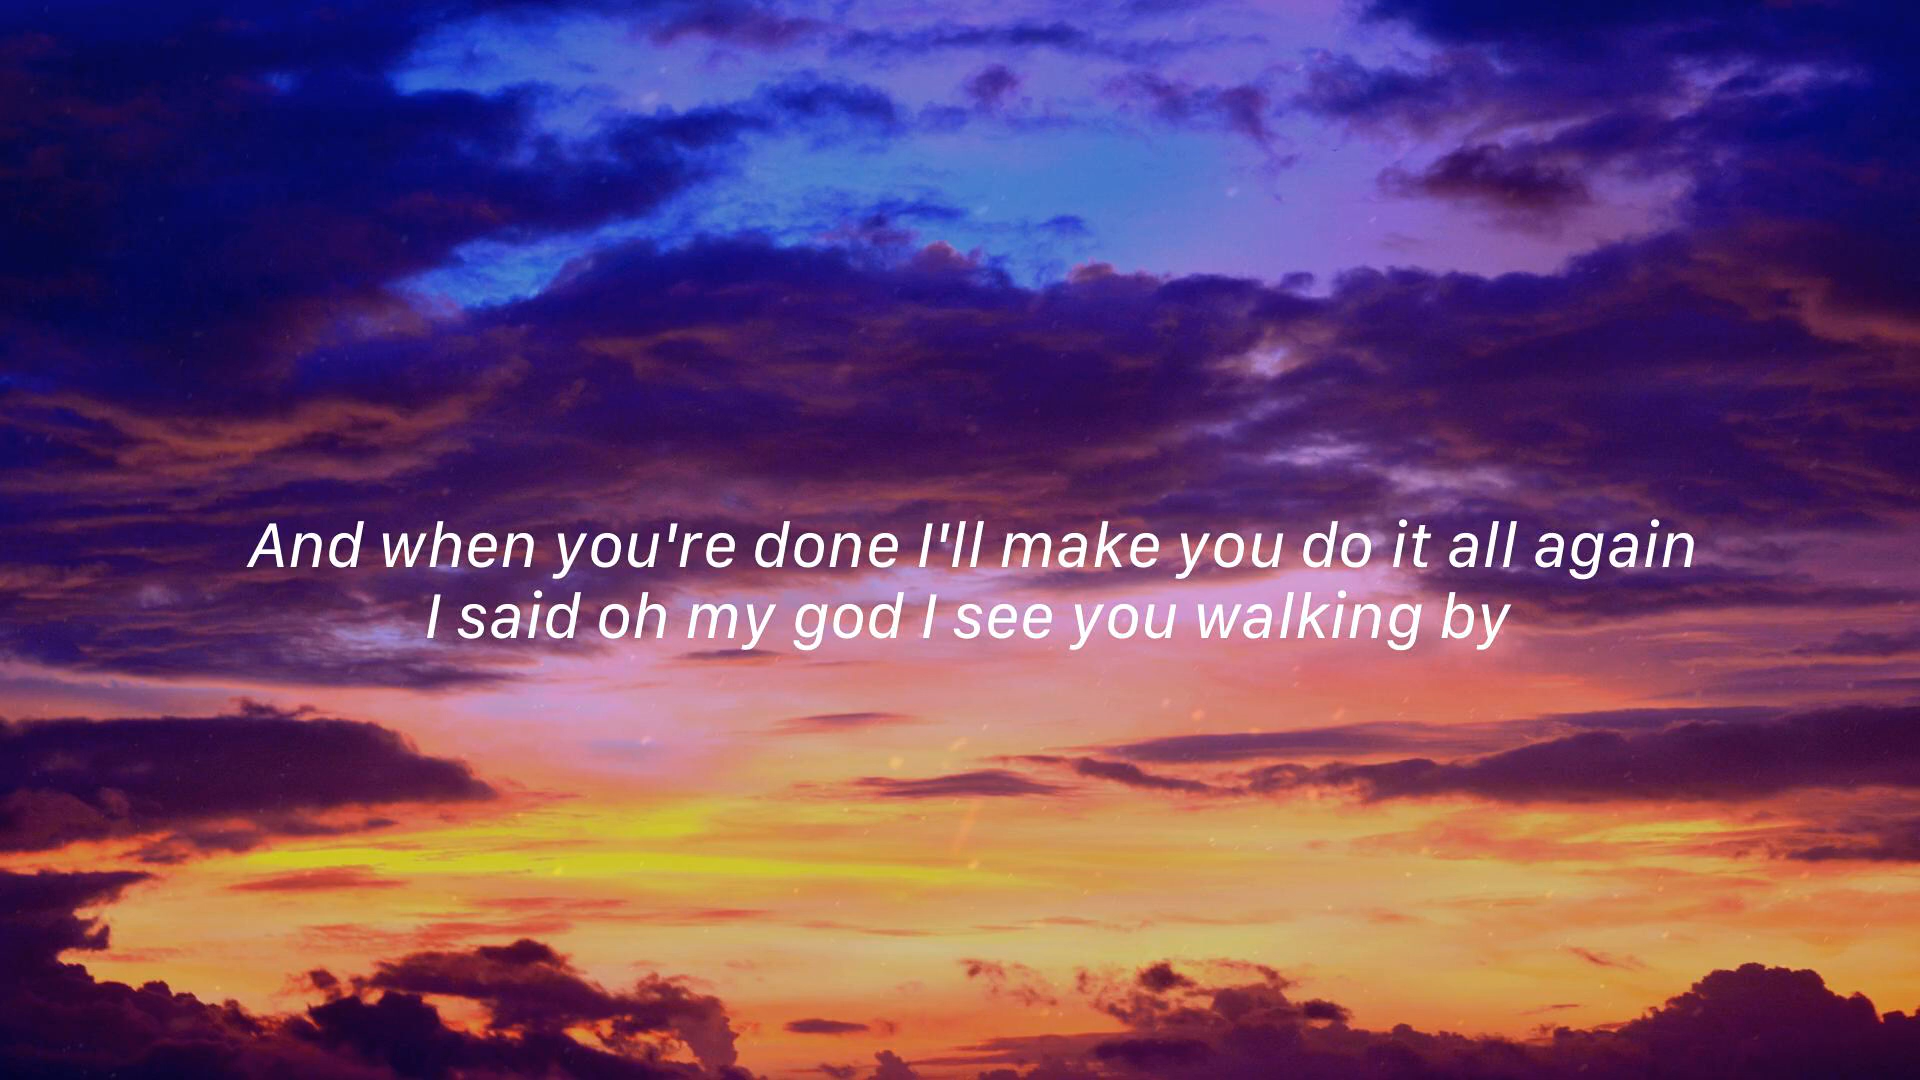 And when you're done I'll make you do it all again
I said oh my god I see you walking by